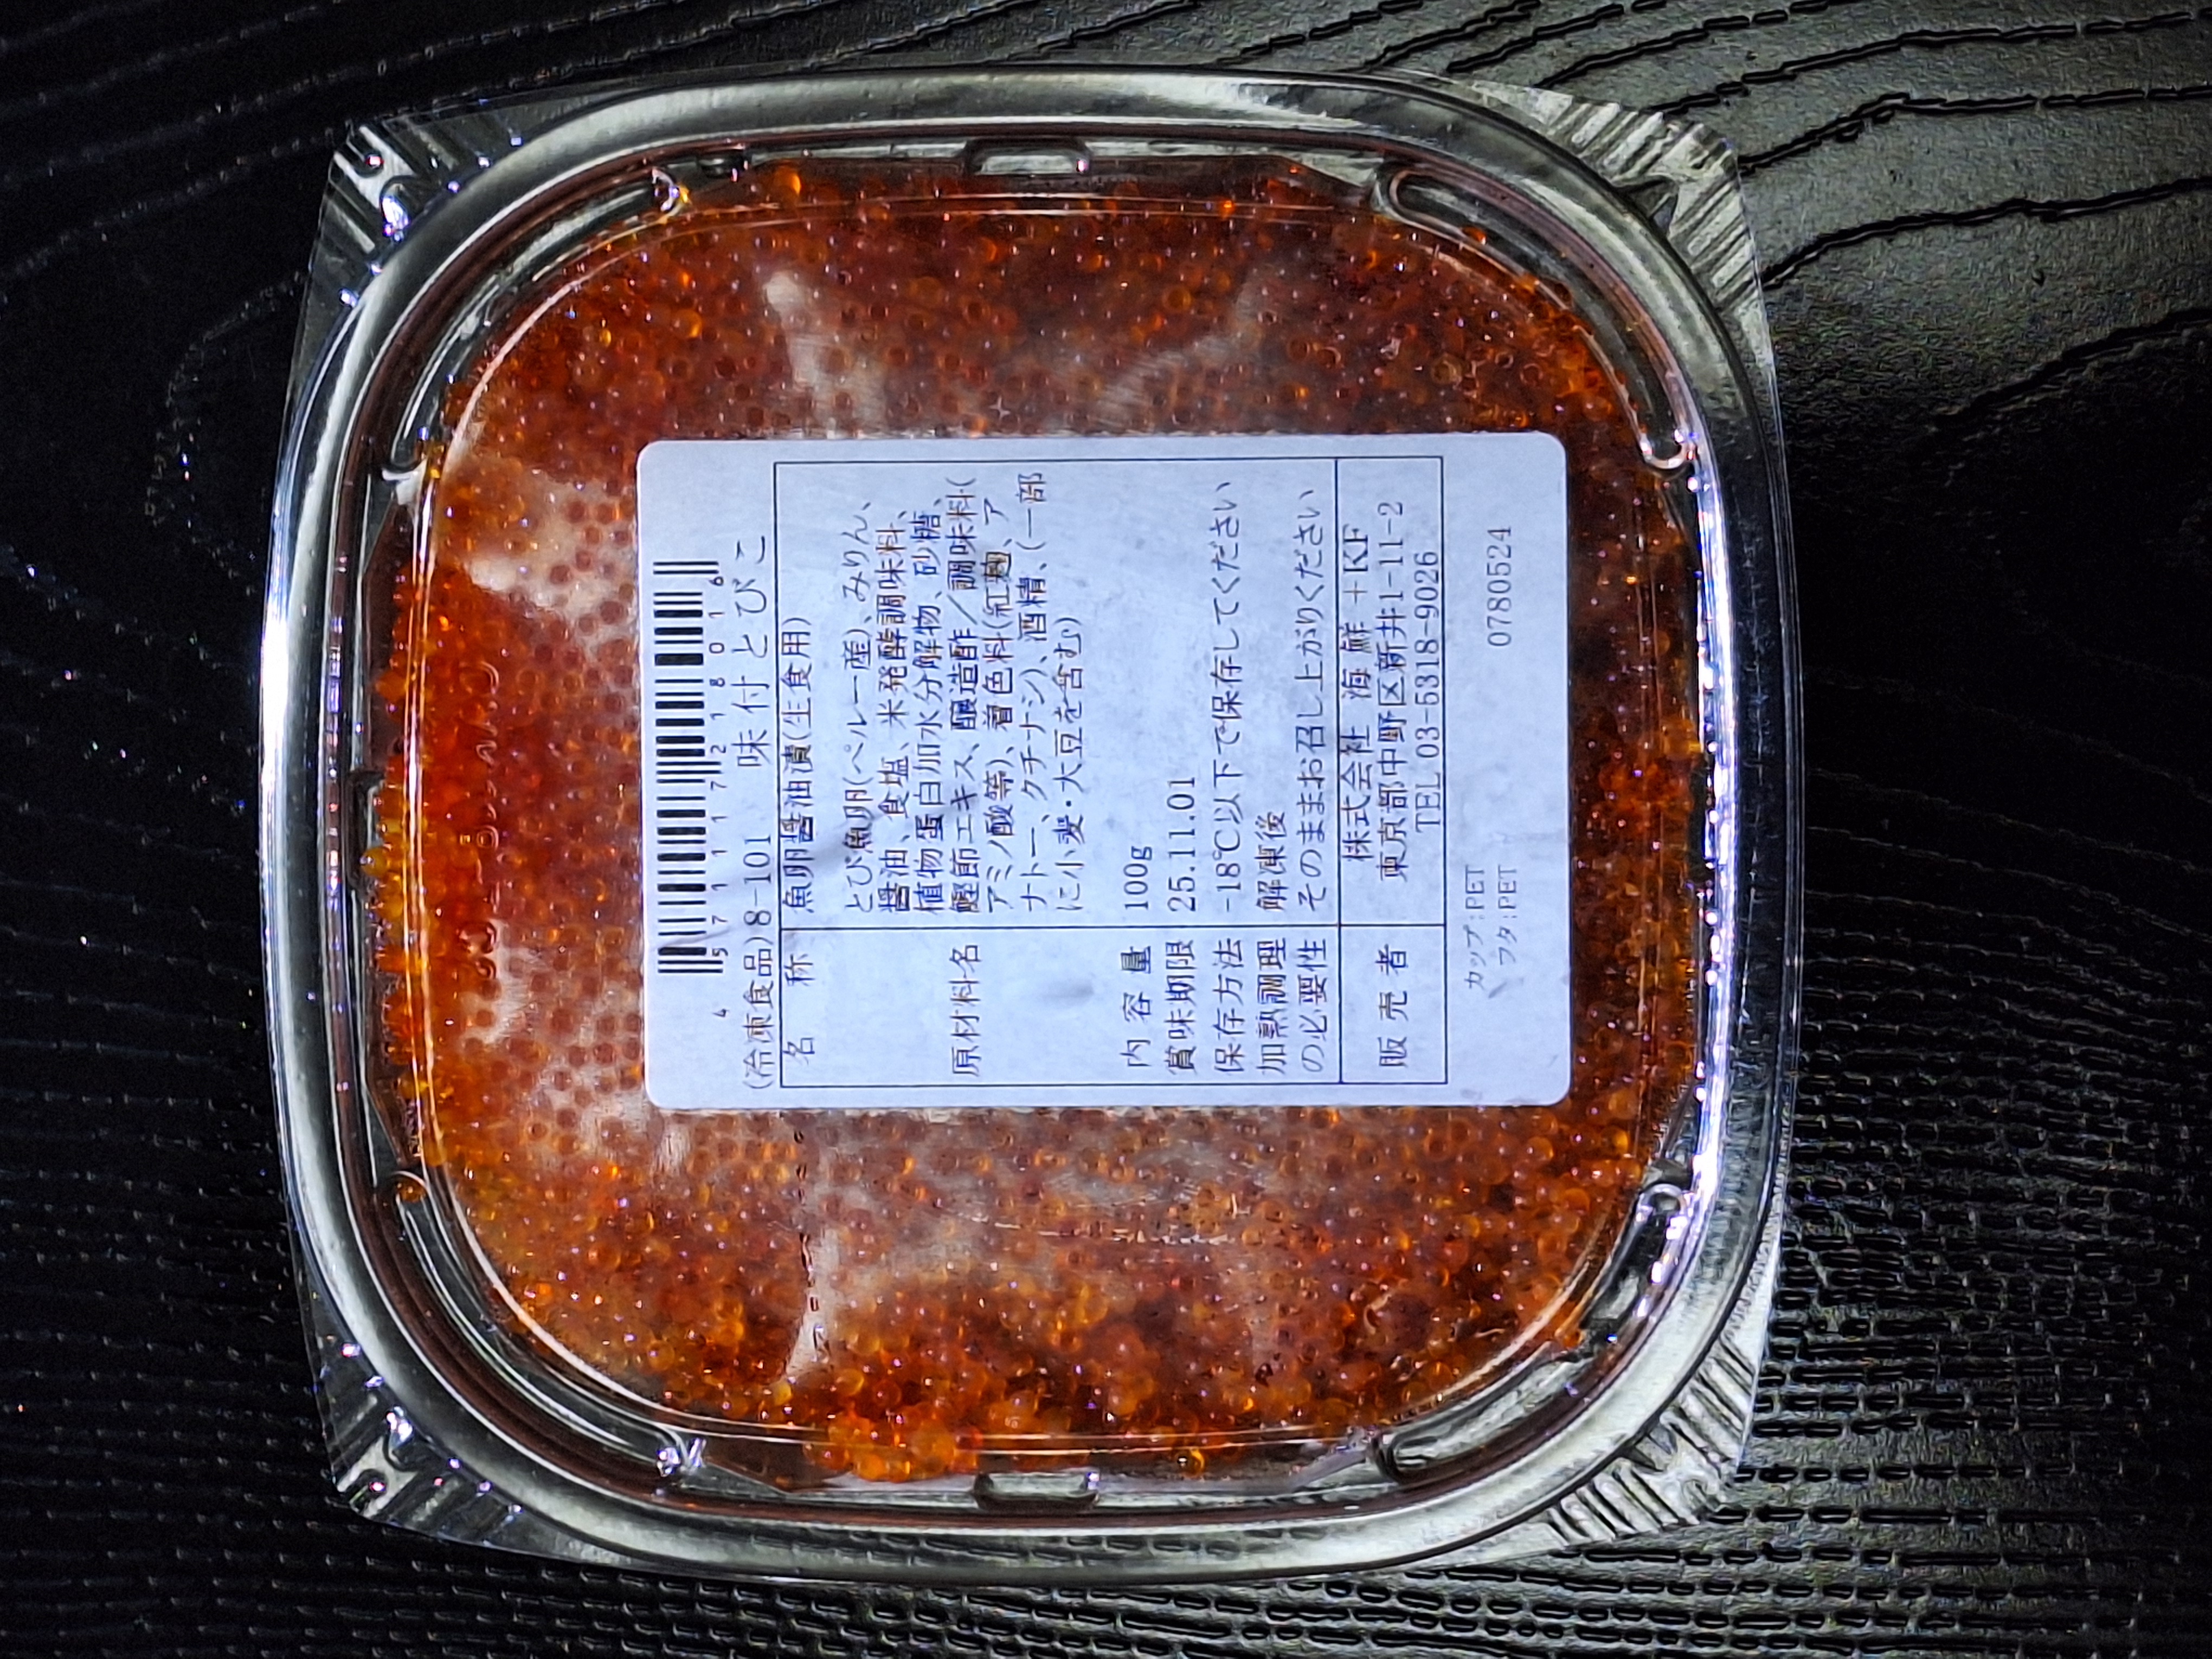 4571172180016
(冷凍食品)8-101 味付とびこ
名称 魚卵醤油漬(生食用)
原材料名 とび魚卵(ペルー産)、みりん、
醤油、食塩、米発酵調味料、
植物蛋白加水分解物、砂糖、
鰹節エキス、醸造酢／調味料(
アミノ酸等)、着色料(紅麹、ア
ナトー、クチナシ)、酒精、(一部
に小麦・大豆を含む)
内容量 100g
賞味期限 25.11.01
保存方法 -18℃以下で保存してください
加熱調理 解凍後
の必要性 そのままお召し上がりください
販売者 株式会社 海鮮 +KF
東京都中野区新井1-11-2
TEL 03-5318-9026
カップ:PET
フタ:PET
0780524